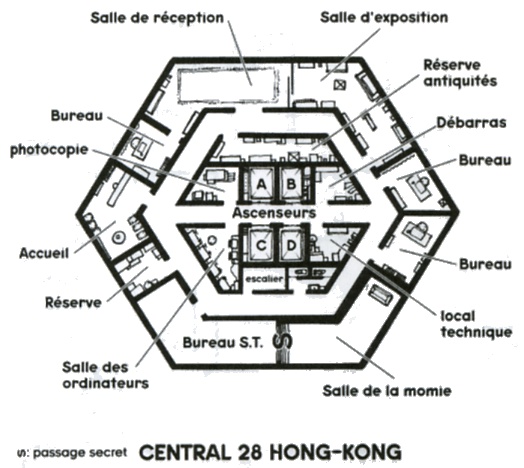 Salle de réception
Salle d'exposition
Réserve
antiquités
Bureau
Débarras
photocopie
Bureau
A
B
Ascenseurs
C
D
Accueil
Bureau
escalier
Réserve
local
technique
Bureau S.T.
S
Salle des
ordinateurs
Salle de la momie
S: passage secret
CENTRAL 28 HONG-KONG